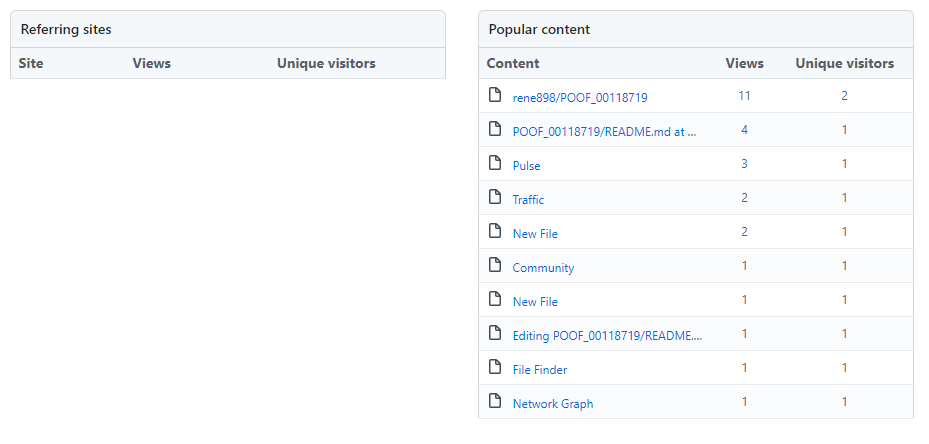 Referring sites
Site Views Unique visitors
Popular content
Content Views Unique visitors
rene898/POOF_00118719 11 2
POOF_00118719/README.md at ... 4 1
Pulse 3 1
Traffic 2 1
New File 2 1
Community 1 1
New File 1 1
Editing POOF_00118719/README.... 1 1
File Finder 1 1
Network Graph 1 1